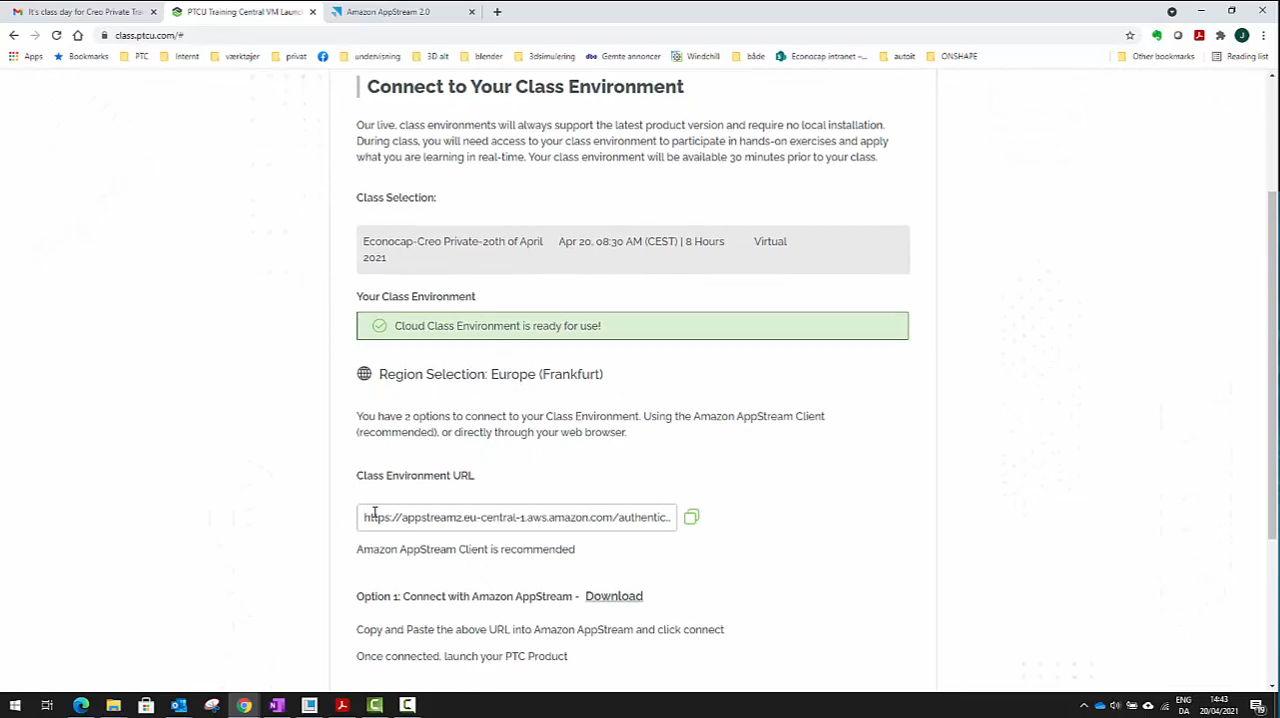 It's class day for Creo Private Tra
PTCU Training Central VM Launc
Amazon AppStream 2.0
class.ptcu.com/#
Apps
Bookmarks
PTC
Internt
værktøjer
privat
undervisning
3D alt
blender
3dsimulering
dba
Gemte annoncer
Windchill
både
Econocap intranet -...
autoit
ONSHAPE
Other bookmarks
Reading list
Connect to Your Class Environment
Our live, class environments will always support the latest product version and require no local installation.
During class, you will need access to your class environment to participate in hands-on exercises and apply
what you are learning in real-time. Your class environment will be available 30 minutes prior to your class.
Class Selection:
Econocap-Creo Private-20th of April Apr 20, 08:30 AM (CEST) | 8 Hours Virtual
2021
Your Class Environment
Cloud Class Environment is ready for use!
Region Selection: Europe (Frankfurt)
You have 2 options to connect to your Class Environment. Using the Amazon AppStream Client
(recommended), or directly through your web browser.
Class Environment URL
https://appstream2.eu-central-1.aws.amazon.com/authentic...
Amazon AppStream Client is recommended
Option 1: Connect with Amazon AppStream - Download
Copy and Paste the above URL into Amazon AppStream and click connect
Once connected, launch your PTC Product
ENG
DA
14:43
20/04/2021